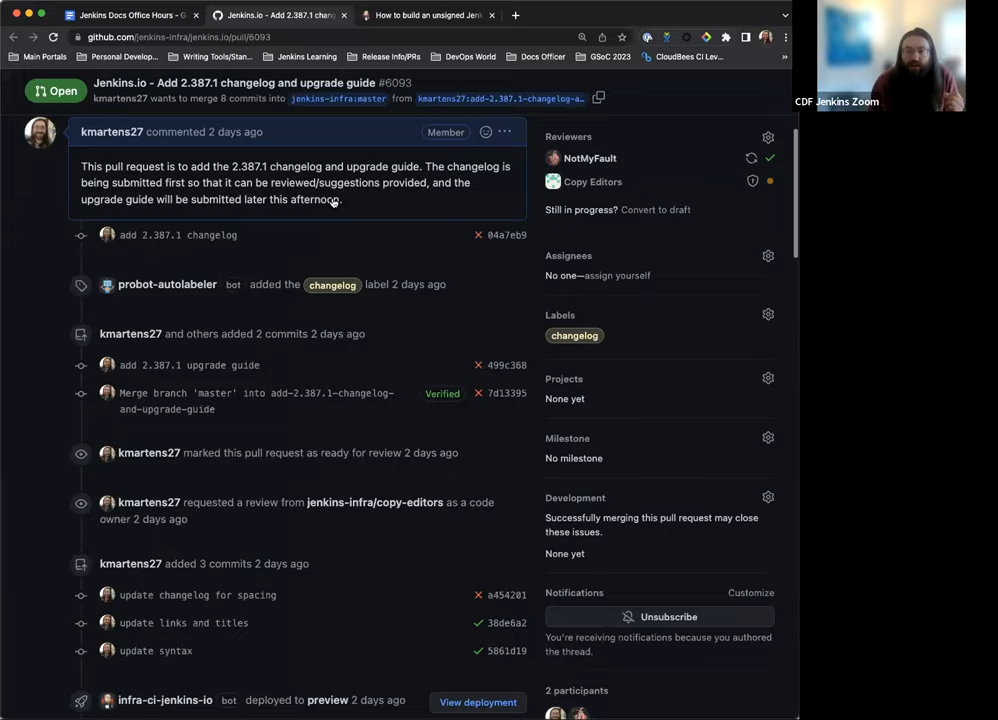 Jenkins Docs Office Hours - G
Jenkins.io - Add 2.387.1 chang
How to build an unsigned Jenk
github.com/jenkins-infra/jenkins.io/pull/6093
Main Portals
Personal Develop...
Writing Tools/Stan...
Jenkins Learning
Release Info/PRs
DevOps World
Docs Officer
GSoC 2023
CloudBees CI Lev...
»
Open
Jenkins.io - Add 2.387.1 changelog and upgrade guide #6093
kmartens27 wants to merge 8 commits into jenkins-infra:master from kmartens27:add-2.387.1-changelog-a…
kmartens27 commented 2 days ago
Member
This pull request is to add the 2.387.1 changelog and upgrade guide. The changelog is
being submitted first so that it can be reviewed/suggestions provided, and the
upgrade guide will be submitted later this afternoon.
add 2.387.1 changelog
04a7eb9
probot-autolabeler bot added the changelog label 2 days ago
kmartens27 and others added 2 commits 2 days ago
add 2.387.1 upgrade guide
499c368
Merge branch 'master' into add-2.387.1-changelog-
and-upgrade-guide
Verified
7d13395
kmartens27 marked this pull request as ready for review 2 days ago
kmartens27 requested a review from jenkins-infra/copy-editors as a code
owner 2 days ago
kmartens27 added 3 commits 2 days ago
update changelog for spacing
a454201
update links and titles
38de6a2
update syntax
5861d19
infra-ci-jenkins-io bot deployed to preview 2 days ago
View deployment
Reviewers
NotMyFault
Copy Editors
Still in progress? Convert to draft
Assignees
No one—assign yourself
Labels
changelog
Projects
None yet
Milestone
No milestone
Development
Successfully merging this pull request may close
these issues.
None yet
Notifications
Customize
Unsubscribe
You're receiving notifications because you authored
the thread.
2 participants
CDF Jenkins Zoom